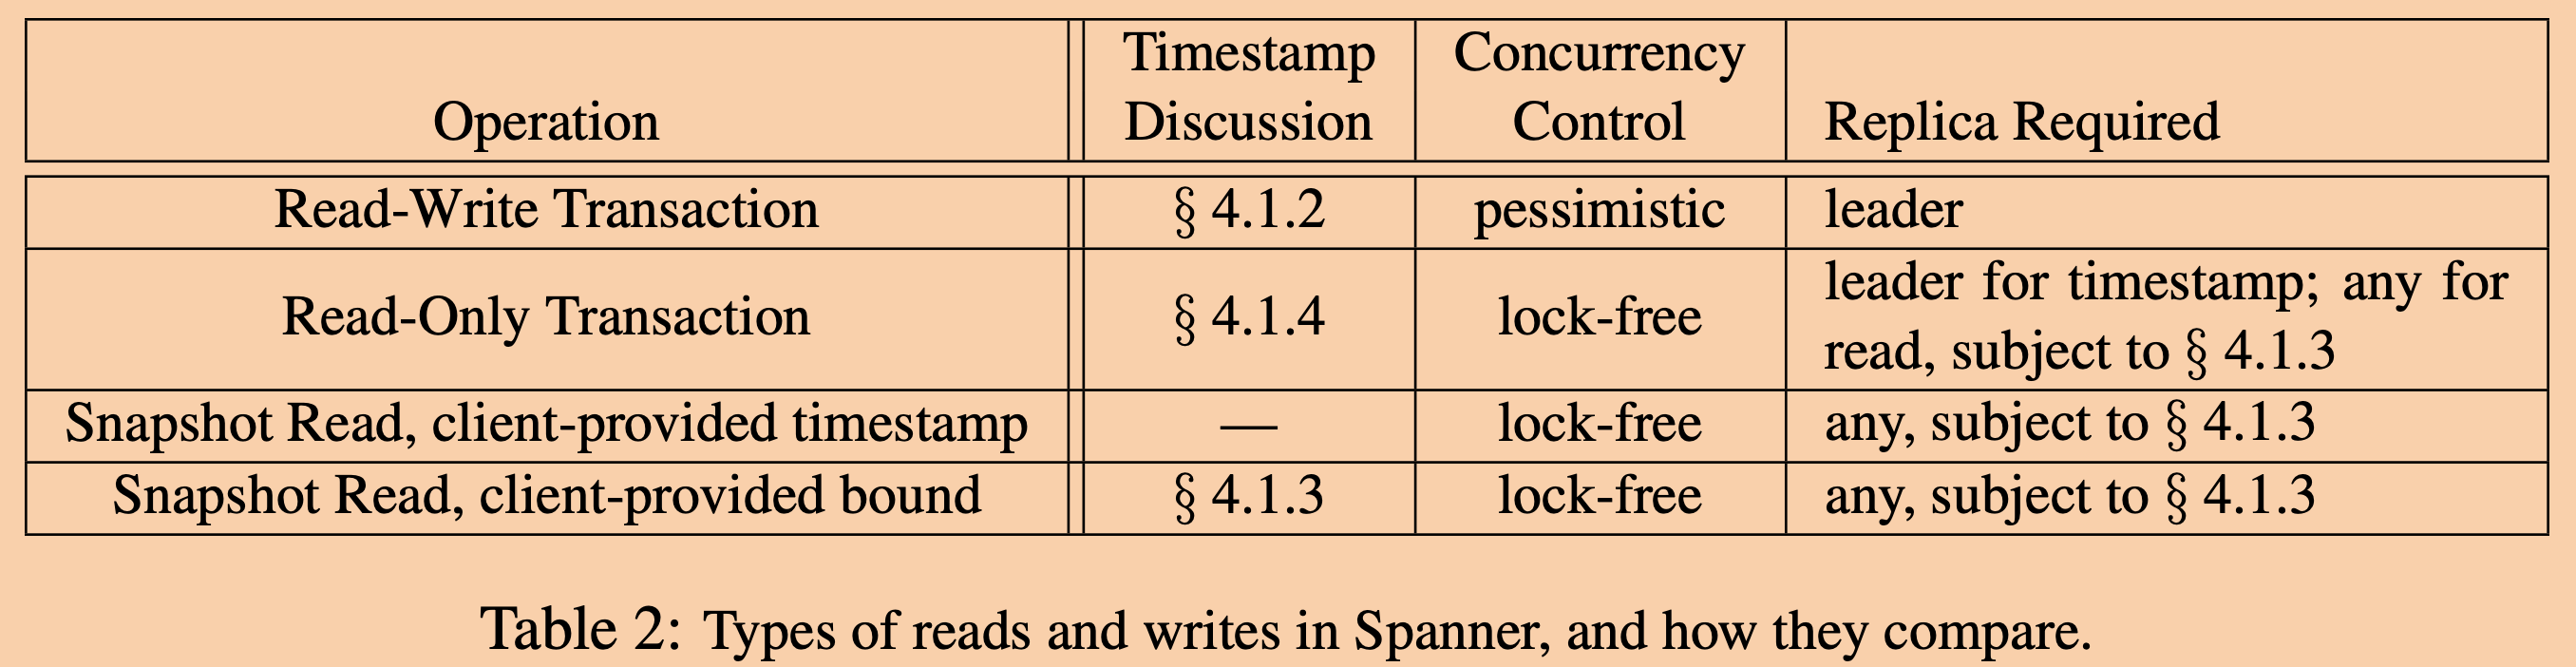 Timestamp Concurrency
Operation Discussion Control Replica Required
Read-Write Transaction § 4.1.2 pessimistic leader
leader for timestamp; any for
Read-Only Transaction § 4.1.4 lock-free
read, subject to § 4.1.3
Snapshot Read, client-provided timestamp — lock-free any, subject to § 4.1.3
Snapshot Read, client-provided bound § 4.1.3 lock-free any, subject to § 4.1.3
Table 2: Types of reads and writes in Spanner, and how they compare.